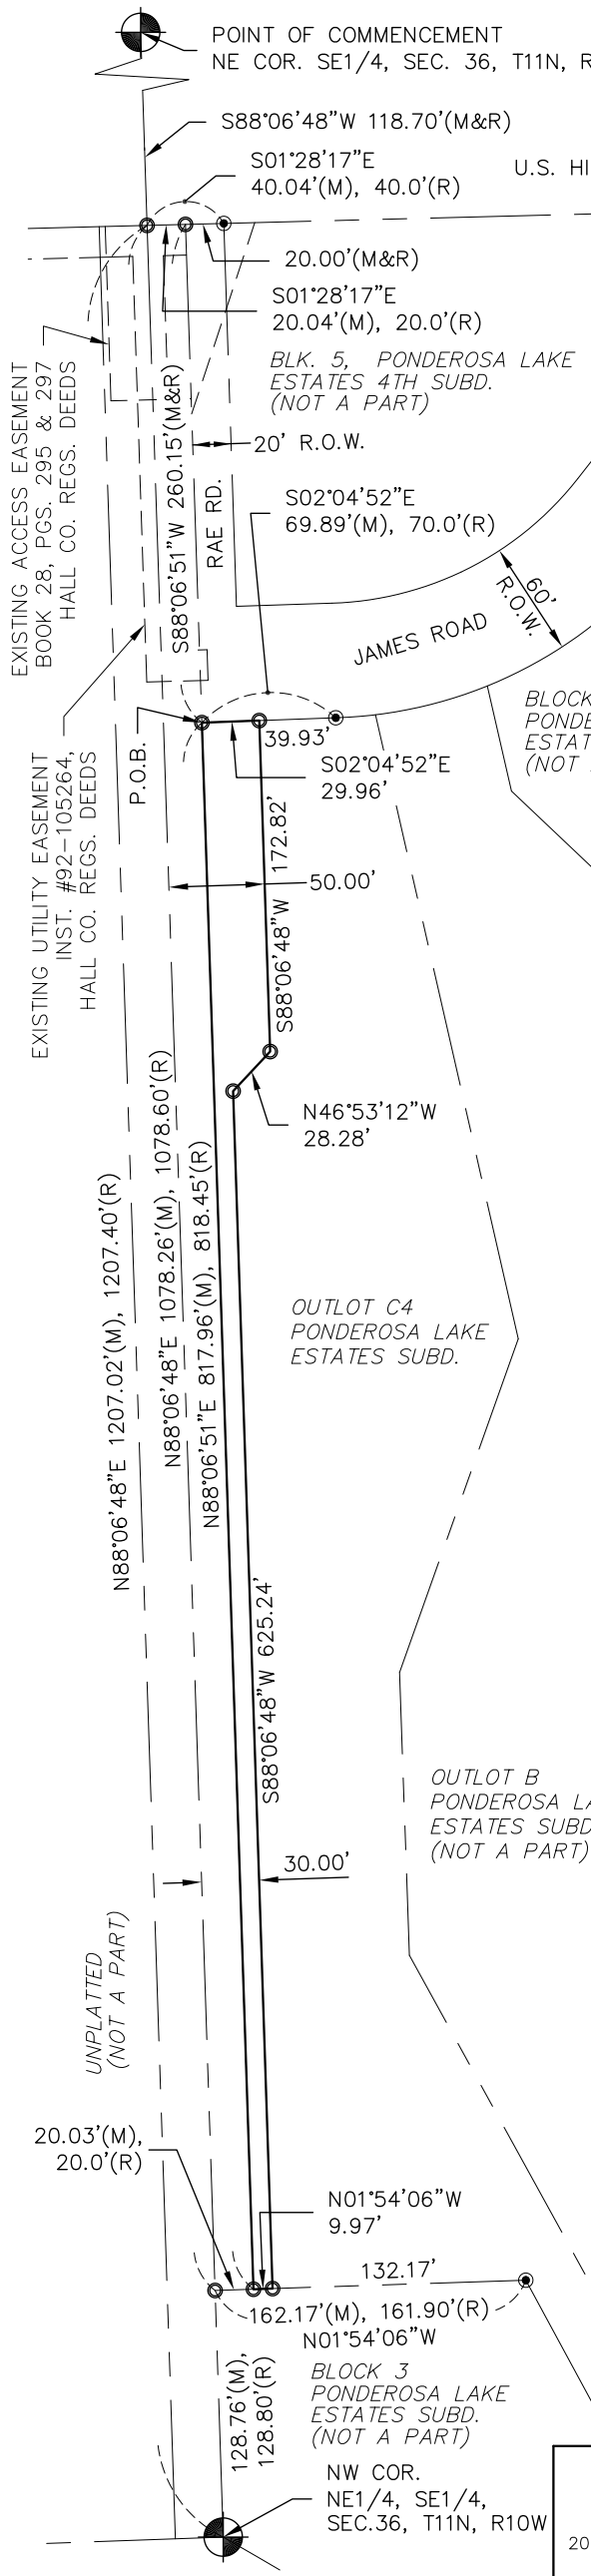 POINT OF COMMENCEMENT
NE COR. SE1/4, SEC. 36, T11N, R
S88°06'48"W 118.70'(M&R)
S01°28'17"E
40.04'(M), 40.0'(R)
U.S. HI
20.00'(M&R)
S01°28'17"E
20.04'(M), 20.0'(R)
BLK. 5, PONDEROSA LAKE
ESTATES 4TH SUBD.
(NOT A PART)
EXISTING ACCESS EASEMENT
BOOK 28, PGS. 295 & 297
HALL CO. REGS. DEEDS
S88°06'51"W 260.15'(M&R)
20' R.O.W.
RAE RD.
S02°04'52"E
69.89'(M), 70.0'(R)
60'
R.O.W.
JAMES ROAD
BLOCK
PONDE
ESTAT
(NOT
P.O.B.
39.93'
S02°04'52"E
29.96'
EXISTING UTILITY EASEMENT
INST. #92-105264,
HALL CO. REGS. DEEDS
S88°06'48"W 172.82'
50.00'
N46°53'12"W
28.28'
N88°06'48"E 1207.02'(M), 1207.40'(R)
N88°06'48"E 1078.26'(M), 1078.60'(R)
N88°06'51"E 817.96'(M), 818.45'(R)
OUTLOT C4
PONDEROSA LAKE
ESTATES SUBD.
S88°06'48"W 625.24'
OUTLOT B
PONDEROSA LA
ESTATES SUBD
(NOT A PART)
30.00'
UNPLATTED
(NOT A PART)
20.03'(M),
20.0'(R)
N01°54'06"W
9.97'
132.17'
162.17'(M), 161.90'(R)
N01°54'06"W
128.76'(M),
128.80'(R)
BLOCK 3
PONDEROSA LAKE
ESTATES SUBD.
(NOT A PART)
NW COR.
NE1/4, SE1/4,
SEC.36, T11N, R10W
20